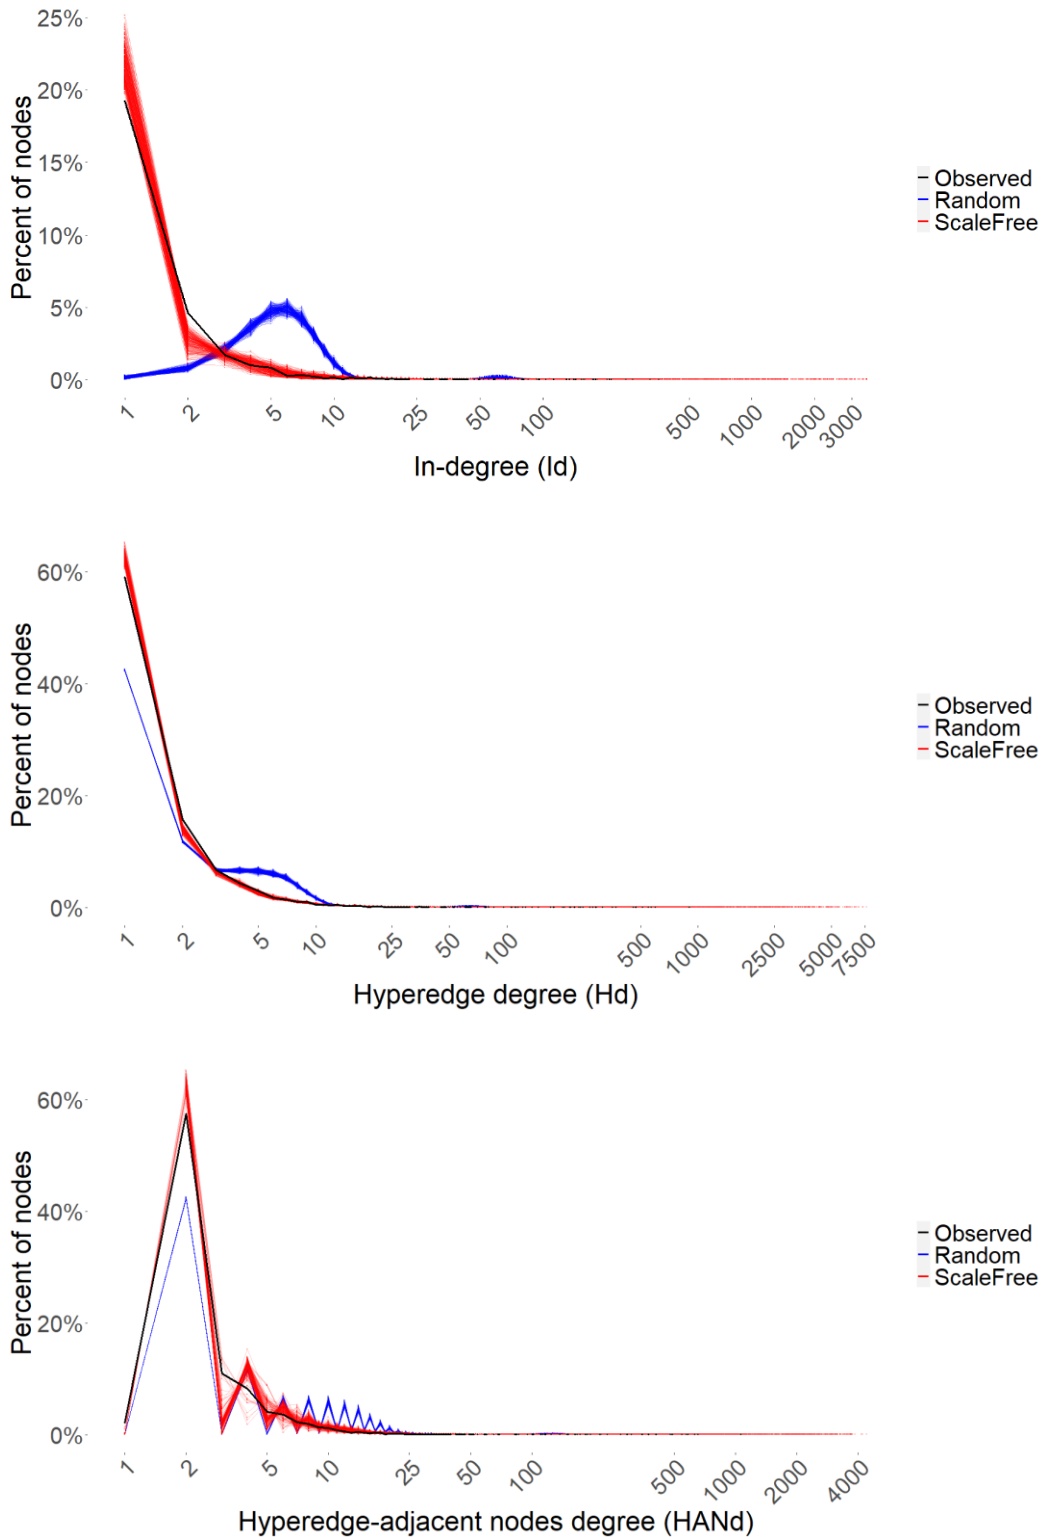 Percent of nodes
25%
20%
15%
10%
5%
0%
1 2 5 10 25 50 100 500 1000 2000 3000
In-degree (Id)
Observed
Random
ScaleFree
Percent of nodes
60%
40%
20%
0%
1 2 5 10 25 50 100 500 1000 2500 5000 7500
Hyperedge degree (Hd)
Observed
Random
ScaleFree
Percent of nodes
60%
40%
20%
0%
1 2 5 10 25 50 100 500 1000 2000 4000
Hyperedge-adjacent nodes degree (HANd)
Observed
Random
ScaleFree